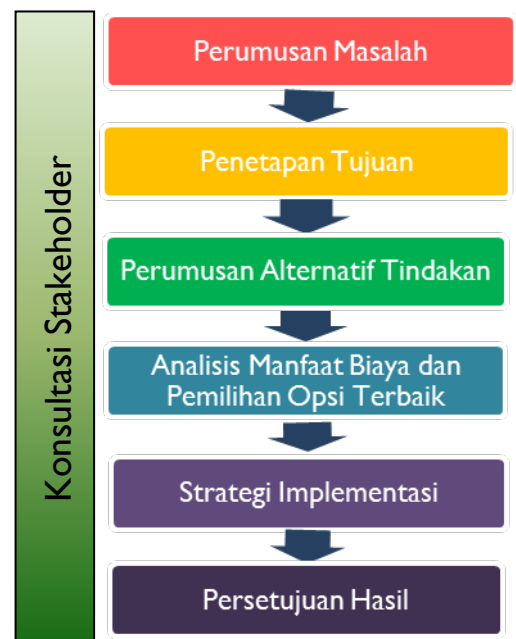 Konsultasi Stakeholder
Perumusan Masalah
Penetapan Tujuan
Perumusan Alternatif Tindakan
Analisis Manfaat Biaya dan
Pemilihan Opsi Terbaik
Strategi Implementasi
Persetujuan Hasil